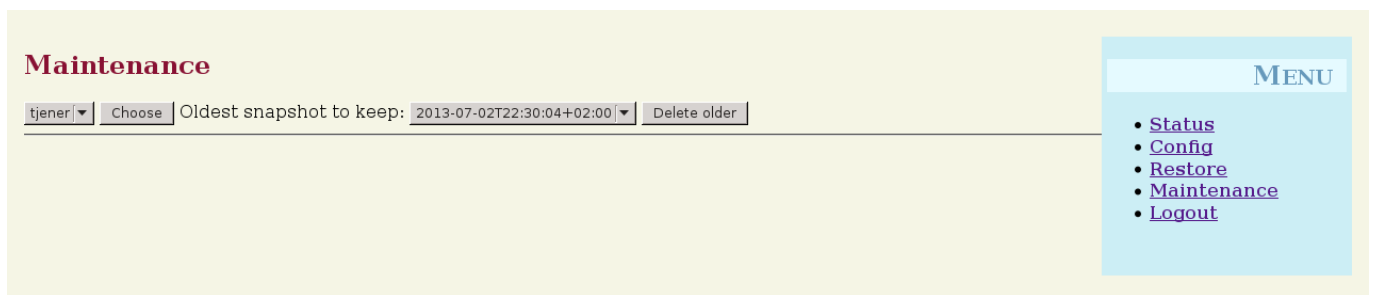 Maintenance
tjener Choose Oldest snapshot to keep: 2013-07-02T22:30:04+02:00 Delete older
MENU
Status
Config
Restore
Maintenance
Logout